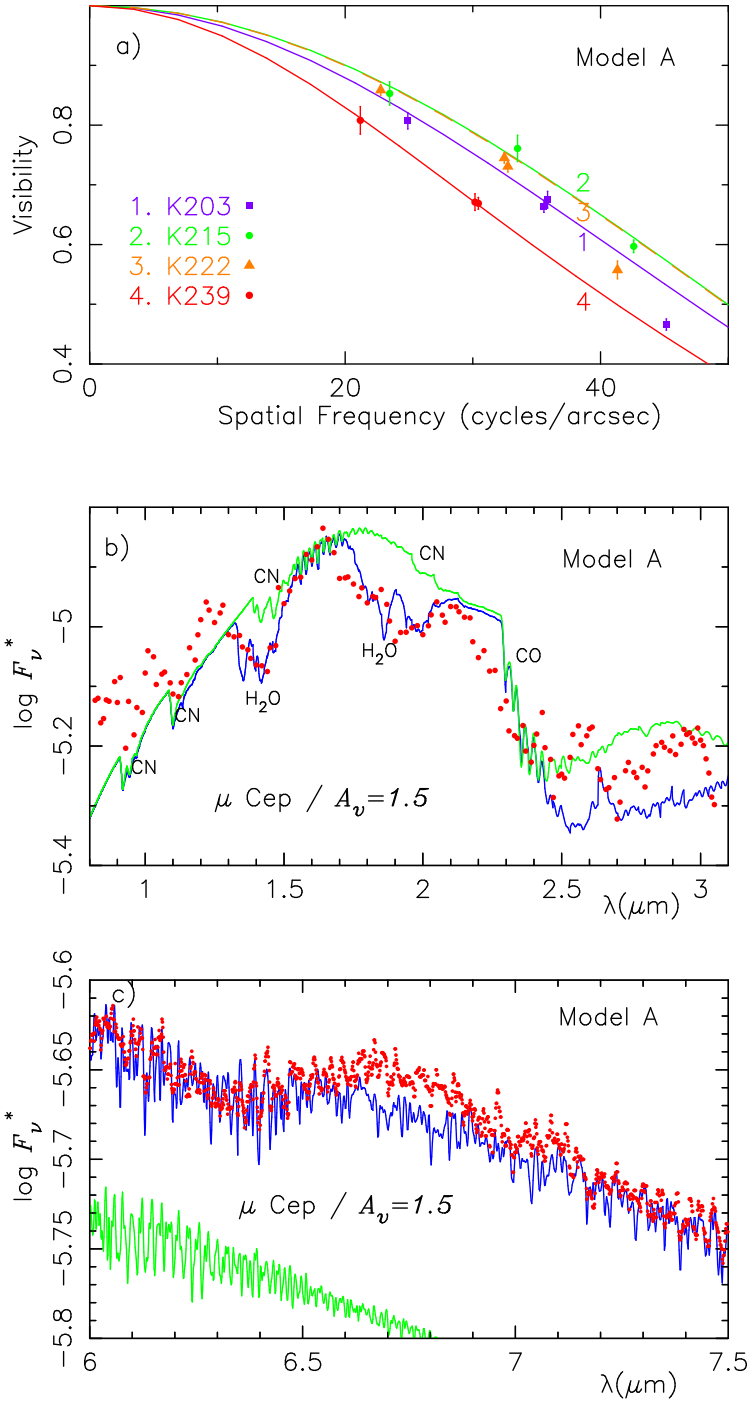 a)
Model A
Visibility
0.8
0.6
0.4
1. K203
2. K215
3. K222
4. K239
2
3
1
4
0
20
40
Spatial Frequency (cycles/arcsec)
b)
Model A
log Fν*
−5
−5.2
−5.4
CN
CN
CN
CN
H2O
H2O
CO
μ Cep / Av=1.5
1
1.5
2
2.5
3
λ(μm)
c)
Model A
log Fν*
−5.6
−5.65
−5.7
−5.75
−5.8
μ Cep / Av=1.5
6
6.5
7
7.5
λ(μm)